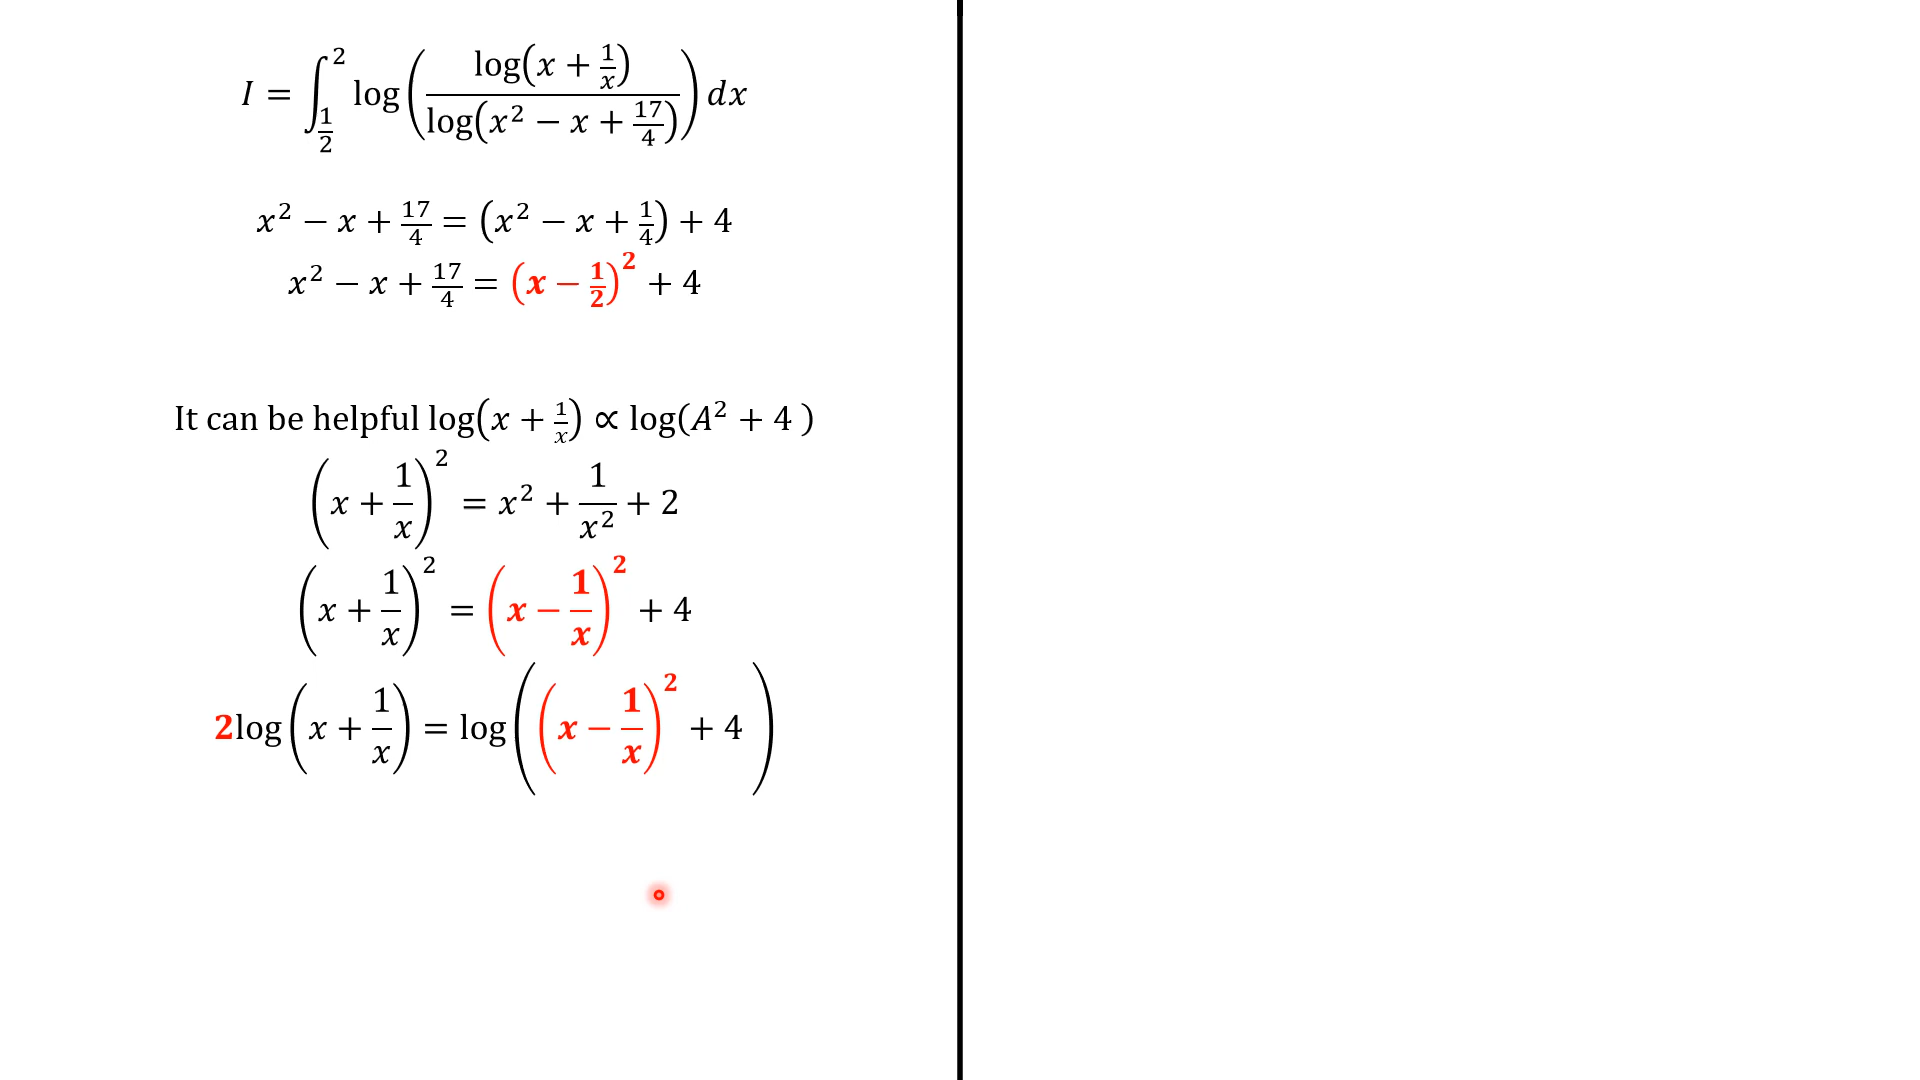 I = ∫_{1/2}^{2} log( log(x + 1/x) / log(x² − x + 17/4) ) dx
x² − x + 17/4 = (x² − x + 1/4) + 4
x² − x + 17/4 = (x − 1/2)² + 4
It can be helpful log(x + 1/x) ∝ log(A² + 4 )
(x + 1/x)² = x² + 1/x² + 2
(x + 1/x)² = (x − 1/x)² + 4
2log(x + 1/x) = log((x − 1/x)² + 4 )